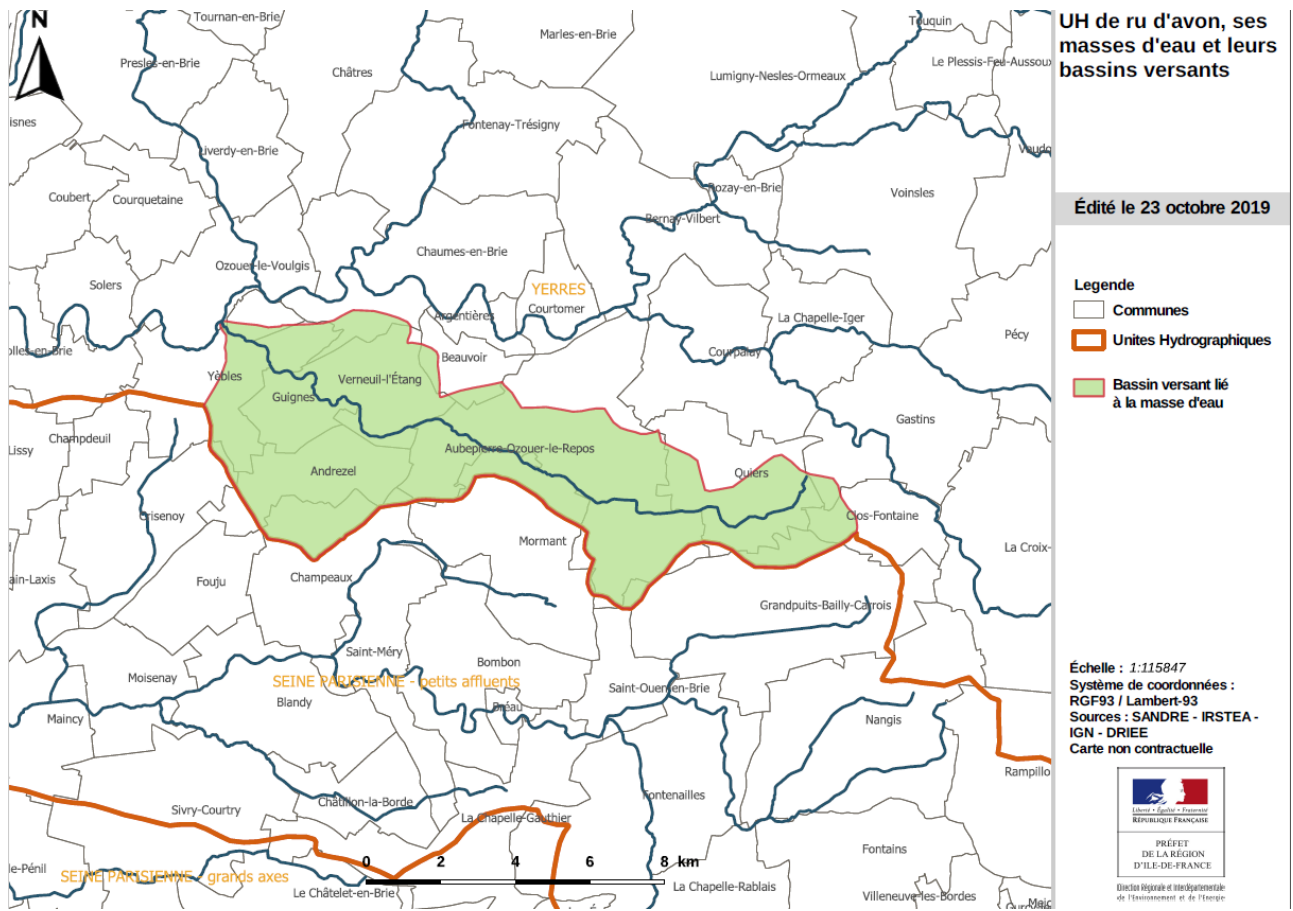 N
Tournan-en-Brie
Marles-en-Brie
Touquin
Presles-en-Brie
Châtres
Lumigny-Nesles-Ormeaux
Le Plessis-Feu-Aussoux
Fontenay-Trésigny
Liverdy-en-Brie
Coubert
Courquetaine
Rozay-en-Brie
Voinsles
Bernay-Vilbert
Chaumes-en-Brie
Ozouer-le-Voulgis
Solers
YERRES
Courtomer
Argentières
La Chapelle-Iger
Pécy
Courpalay
Beauvoir
Yèbles
Verneuil-l'Étang
Guignes
Gastins
Champdeuil
Lissy
Aubepierre-Ozouer-le-Repos
Andrezel
Quiers
Crisenoy
Clos-Fontaine
Mormant
La Croix-
Fouju
Champeaux
Grandpuits-Bailly-Carrois
Saint-Méry
Bombon
Moisenay
SEINE PARISIENNE - petits affluents
Saint-Ouen-en-Brie
Blandy
Bréau
Maincy
Nangis
Rampillo
Sivry-Courtry
Châtillon-la-Borde
Fontenailles
La Chapelle-Gauthier
Fontains
0 2 4 6 8 km
SEINE PARISIENNE - grands axes
Le Châtelet-en-Brie
La Chapelle-Rablais
Villeneuve-les-Bordes
UH de ru d'avon, ses
masses d'eau et leurs
bassins versants
Édité le 23 octobre 2019
Legende
Communes
Unites Hydrographiques
Bassin versant lié
à la masse d'eau
Échelle : 1:115847
Système de coordonnées :
RGF93 / Lambert-93
Sources : SANDRE - IRSTEA -
IGN - DRIEE
Carte non contractuelle
Liberté • Égalité • Fraternité
RÉPUBLIQUE FRANÇAISE
PRÉFET
DE LA RÉGION
D'ILE-DE-FRANCE
Direction Régionale et Interdépartementale
de l'Environnement et de l'Energie